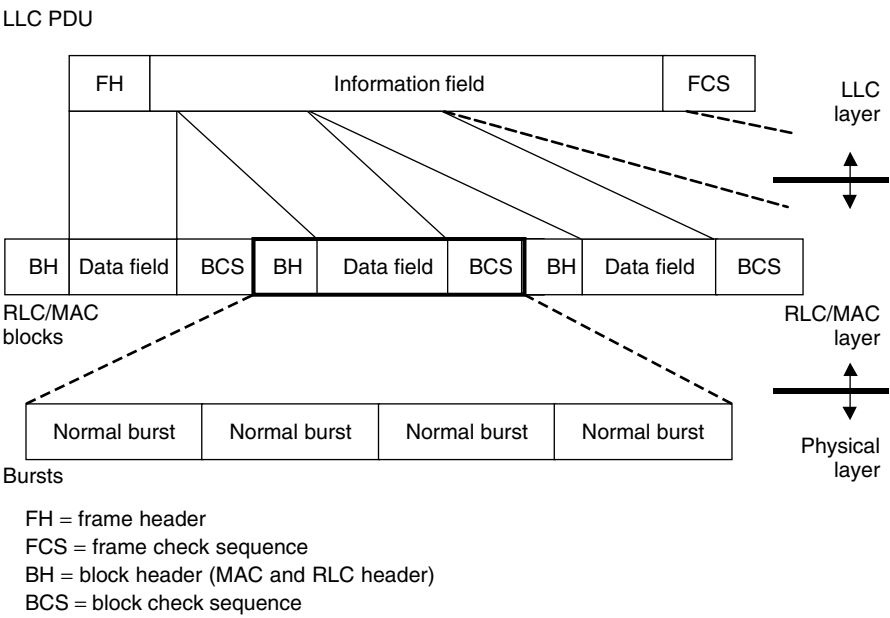 LLC PDU
FH Information field FCS
LLC
layer
BH Data field BCS BH Data field BCS BH Data field BCS
RLC/MAC
blocks
RLC/MAC
layer
Normal burst Normal burst Normal burst Normal burst
Physical
layer
Bursts
FH = frame header
FCS = frame check sequence
BH = block header (MAC and RLC header)
BCS = block check sequence